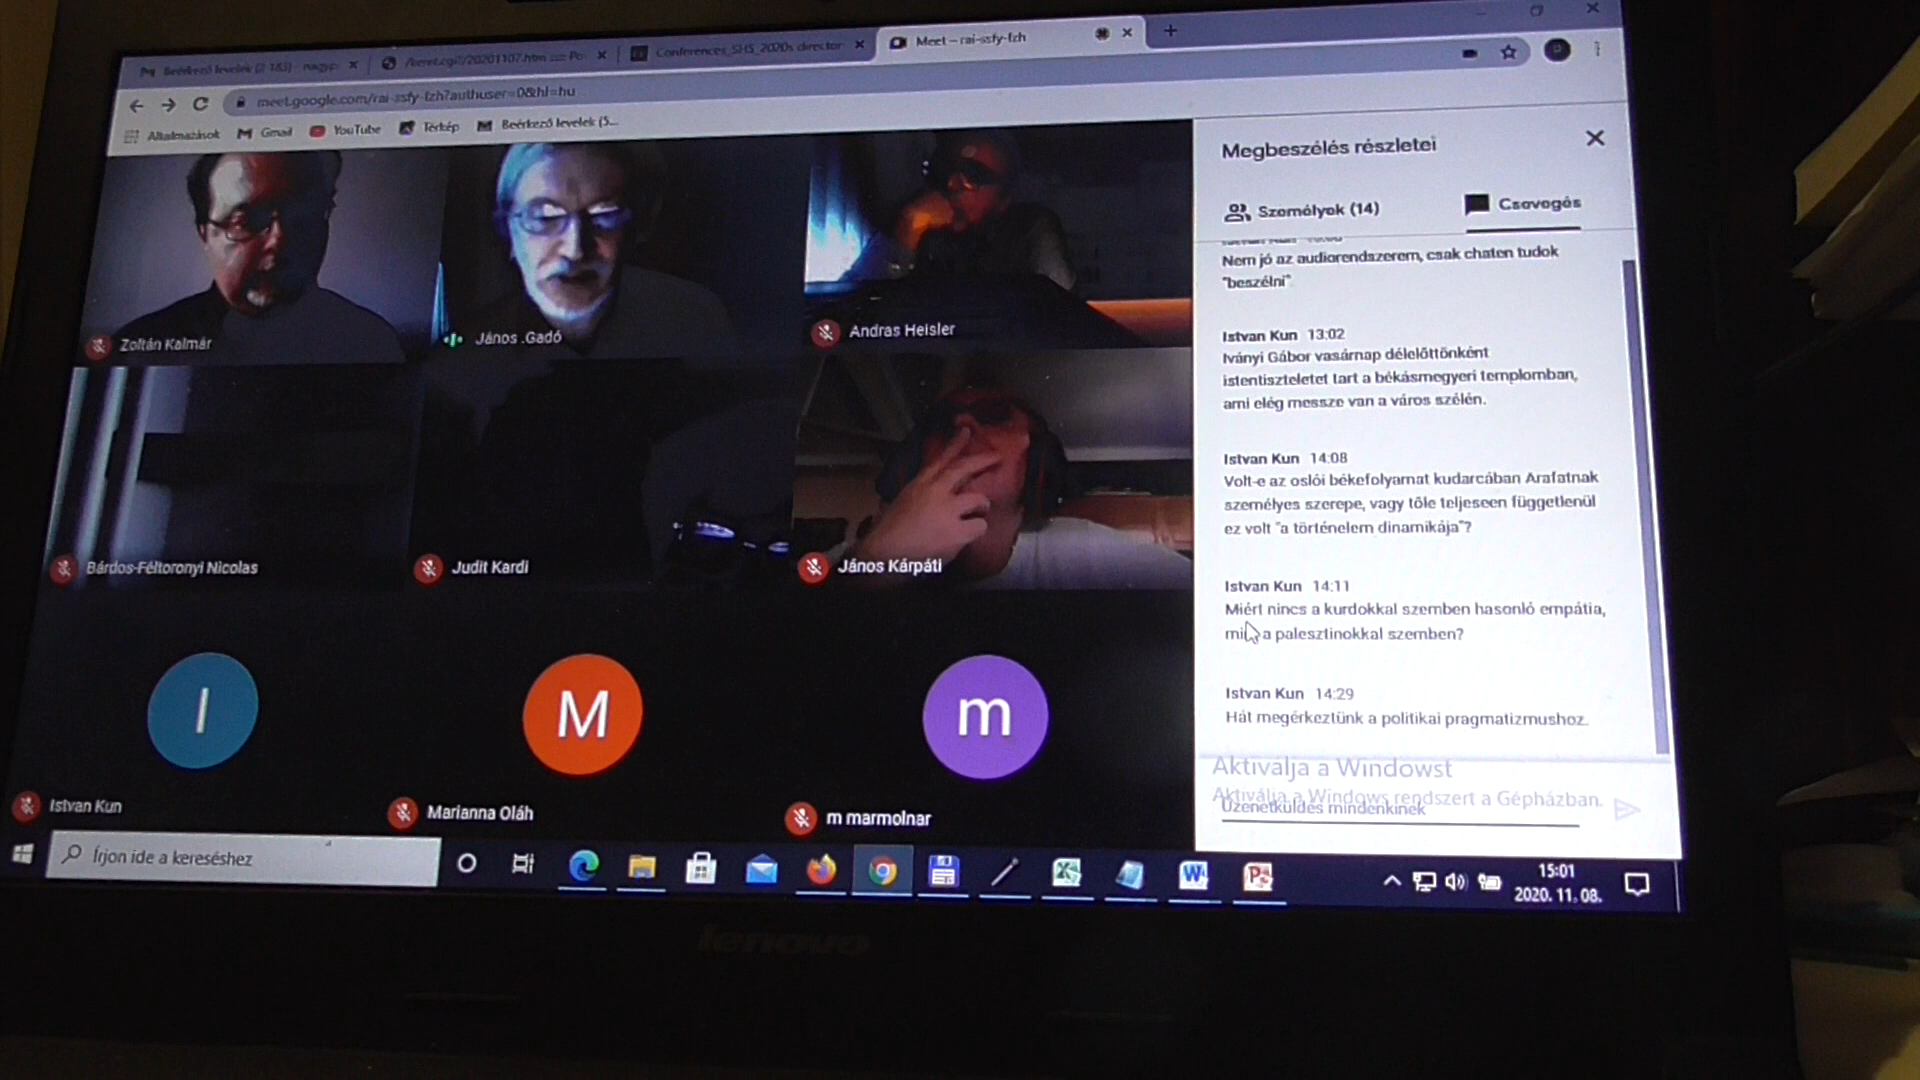 Meet – rai-ssfy-fzh
meet.google.com/rai-ssfy-fzh?authuser=0&hl=hu
Alkalmazások
Gmail
YouTube
Térkép
Beérkező levelek (5...
Zoltán Kalmár
János .Gadó
Andras Heisler
Bárdos-Féltoronyi Nicolas
Judit Kardi
János Kárpáti
I
M
m
Istvan Kun
Marianna Oláh
m marmolnar
Megbeszélés részletei
Személyek (14)
Csevegés
Nem jó az audiorendszerem, csak chaten tudok
"beszélni"
Istvan Kun 13:02
Iványi Gábor vasárnap délelőttönként
istentiszteletet tart a békásmegyeri templomban,
ami elég messze van a város szélén.
Istvan Kun 14:08
Volt-e az oslói békefolyamat kudarcában Arafatnak
személyes szerepe, vagy tőle teljeseen függetlenül
ez volt "a történelem dinamikája"?
Istvan Kun 14:11
Miért nincs a kurdokkal szemben hasonló empátia,
a palesztinokkal szemben?
Istvan Kun 14:29
Hát megérkeztünk a politikai pragmatizmushoz.
Aktiválja a Windowst
Aktiválja a Windows rendszert a Gépházban.
Üzenetküldés mindenkinek
Írjon ide a kereséshez
15:01
2020. 11. 08.
lenovo